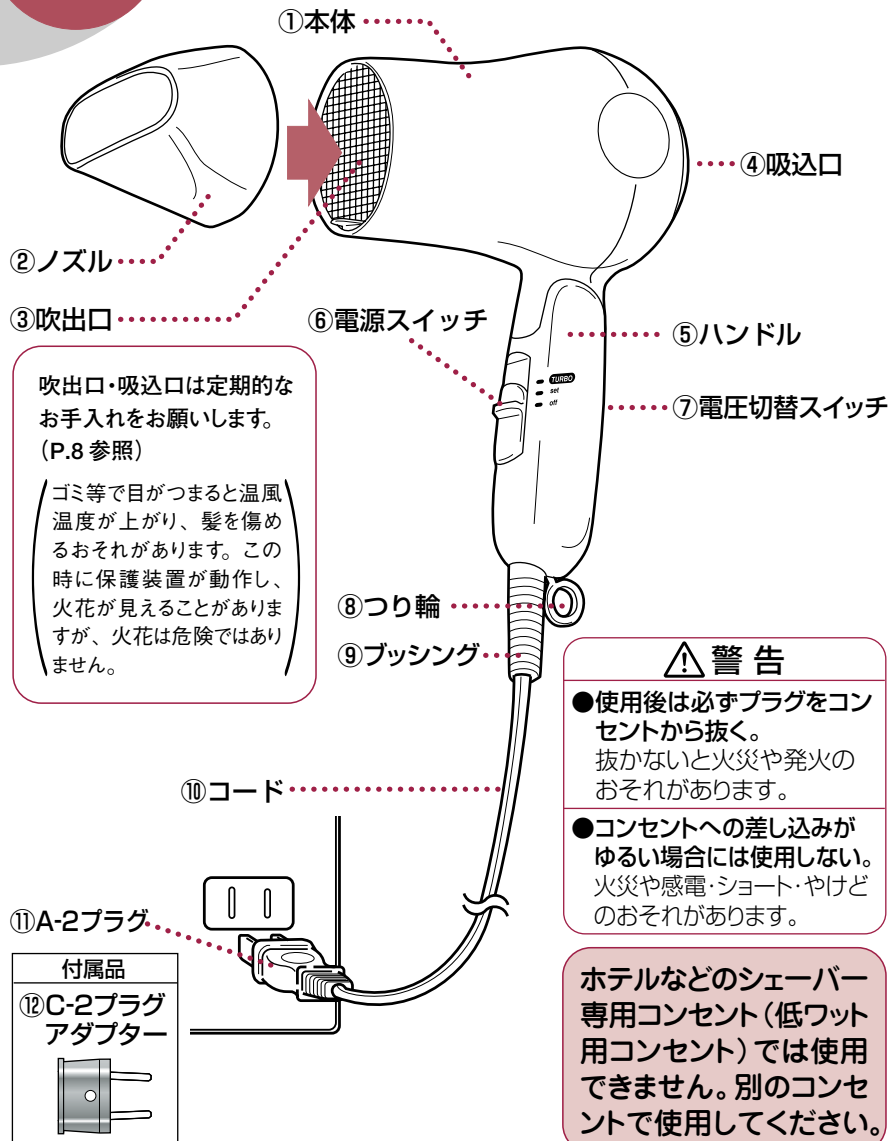 ①本体
④吸込口
②ノズル
③吹出口
⑥電源スイッチ
⑤ハンドル
TURBO
set
off
⑦電圧切替スイッチ
吹出口・吸込口は定期的な
お手入れをお願いします。
（P.8 参照）
ゴミ等で目がつまると温風
温度が上がり、髪を傷め
るおそれがあります。この
時に保護装置が動作し、
火花が見えることがありま
すが、火花は危険ではあり
ません。
⑧つり輪
⑨ブッシング
⑩コード
⑪A-2プラグ
付属品
⑫C-2プラグ
アダプター
警告
●使用後は必ずプラグをコン
セントから抜く。
抜かないと火災や発火の
おそれがあります。
●コンセントへの差し込みが
ゆるい場合には使用しない。
火災や感電・ショート・やけど
のおそれがあります。
ホテルなどのシェーバー
専用コンセント（低ワット
用コンセント）では使用
できません。別のコンセ
ントで使用してください。